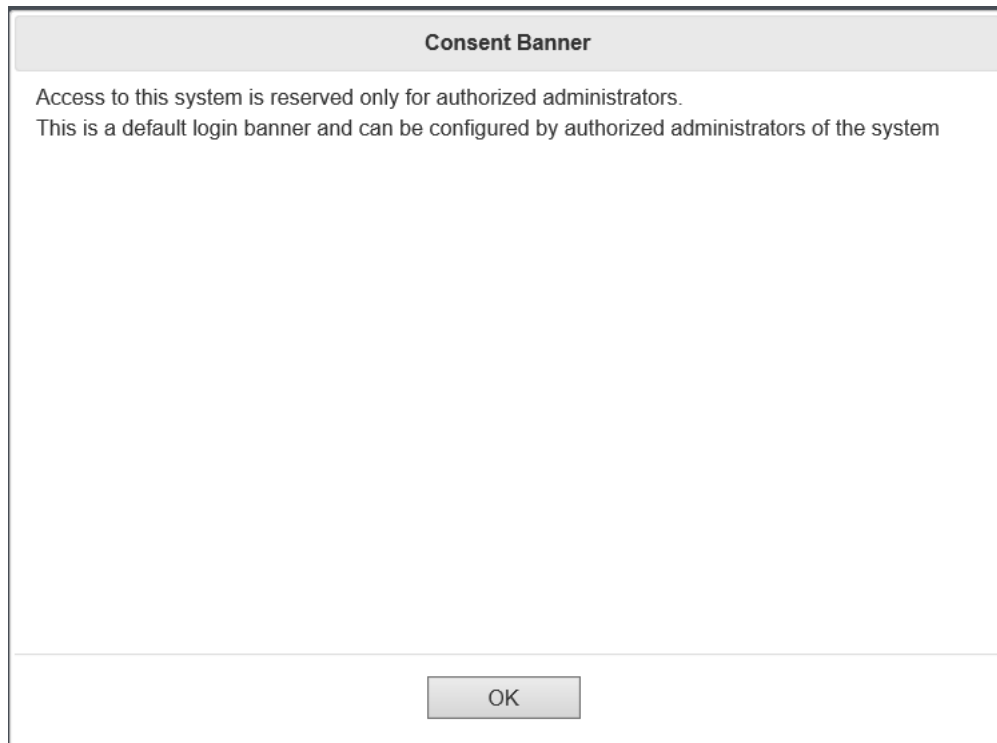 Consent Banner
Access to this system is reserved only for authorized administrators.
This is a default login banner and can be configured by authorized administrators of the system
OK